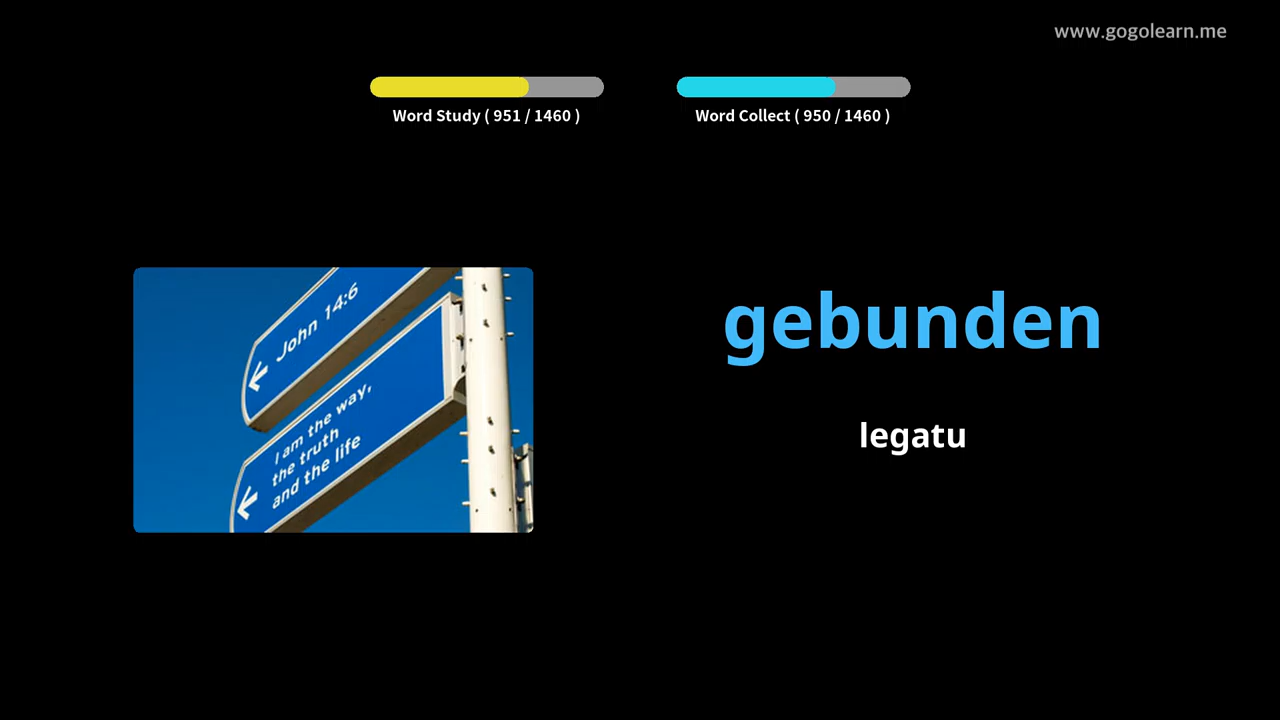 www.gogolearn.me
Word Study ( 951 / 1460 )
Word Collect ( 950 / 1460 )
John 14:6
I am the way,
the truth
and the life
gebunden
legatu